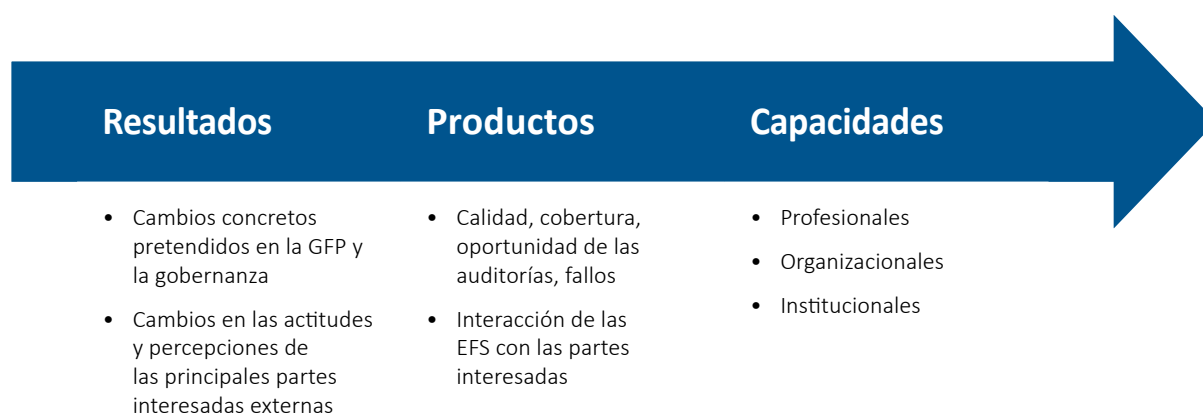 Resultados
• Cambios concretos
pretendidos en la GFP y
la gobernanza
• Cambios en las actitudes
y percepciones de
las principales partes
interesadas externas
Productos
• Calidad, cobertura,
oportunidad de las
auditorías, fallos
• Interacción de las
EFS con las partes
interesadas
Capacidades
• Profesionales
• Organizacionales
• Institucionales